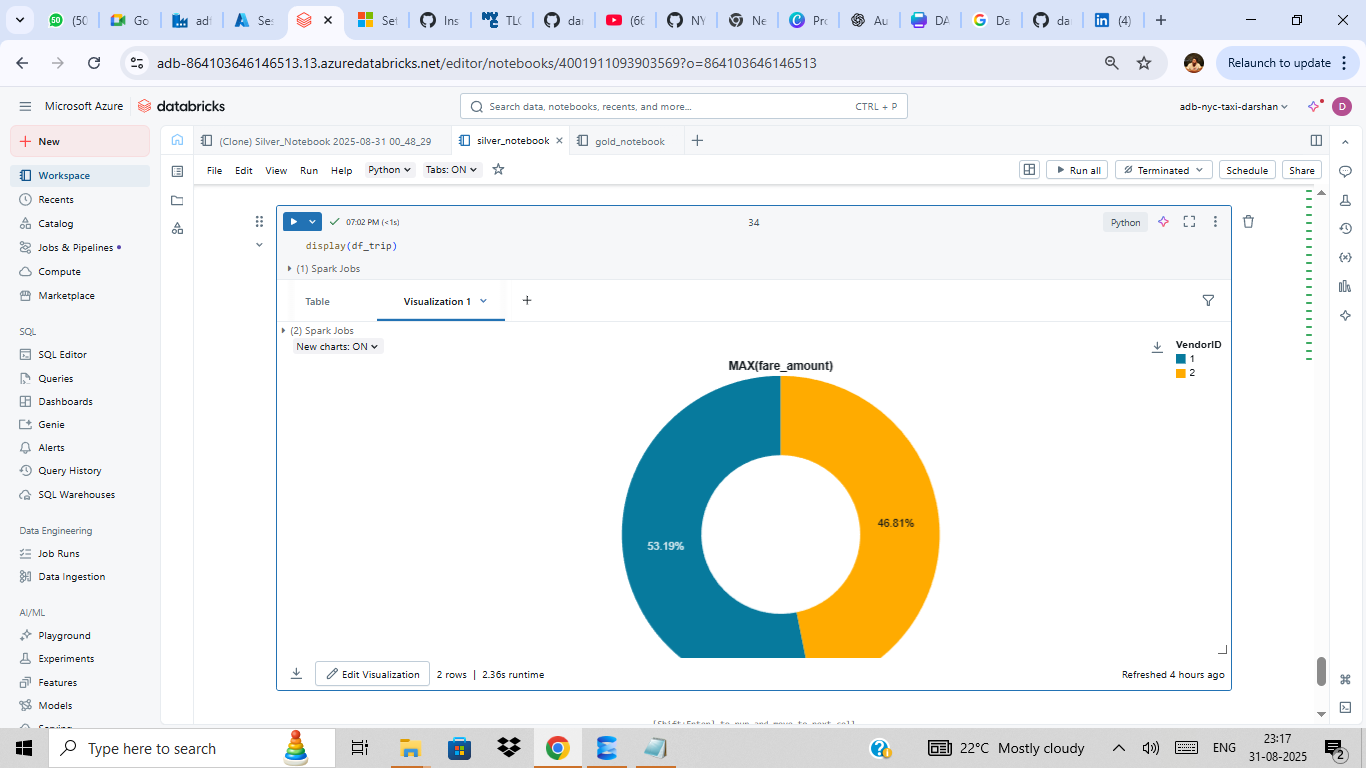 (50
Go
adf
Ses
Set
Ins
TLC
dar
(66
NY
Ne
Pro
Au
DA
Da
da
(4)
adb-864103646146513.13.azuredatabricks.net/editor/notebooks/4001911093903569?o=864103646146513
Relaunch to update
Microsoft Azure
databricks
Search data, notebooks, recents, and more...
CTRL + P
adb-nyc-taxi-darshan
D
New
(Clone) Silver_Notebook 2025-08-31 00_48_29
silver_notebook
gold_notebook
File Edit View Run Help Python Tabs: ON
Run all
Terminated
Schedule
Share
Workspace
Recents
Catalog
Jobs & Pipelines
Compute
Marketplace
SQL
SQL Editor
Queries
Dashboards
Genie
Alerts
Query History
SQL Warehouses
Data Engineering
Job Runs
Data Ingestion
AI/ML
Playground
Experiments
Features
Models
Serving
07:02 PM (<1s)
34
Python
display(df_trip)
(1) Spark Jobs
Table
Visualization 1
(2) Spark Jobs
New charts: ON
MAX(fare_amount)
VendorID
1
2
46.81%
53.19%
Edit Visualization
2 rows | 2.36s runtime
Refreshed 4 hours ago
[Shift+Enter] to run and move to next cell
Type here to search
22°C Mostly cloudy
ENG
23:17
31-08-2025
2